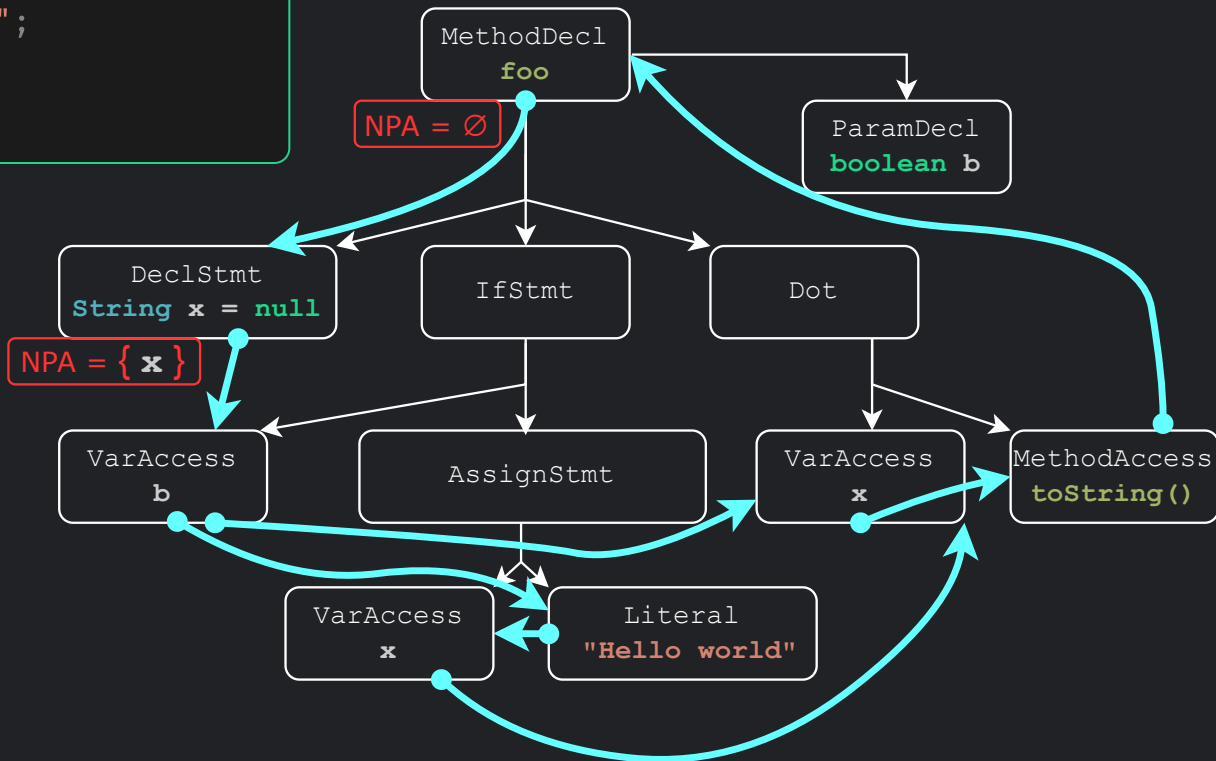 ";
MethodDecl
foo
NPA = ∅
ParamDecl
boolean b
DeclStmt
String x = null
IfStmt
Dot
NPA = { x }
VarAccess
b
AssignStmt
VarAccess
x
MethodAccess
toString()
VarAccess
x
Literal
"Hello world"